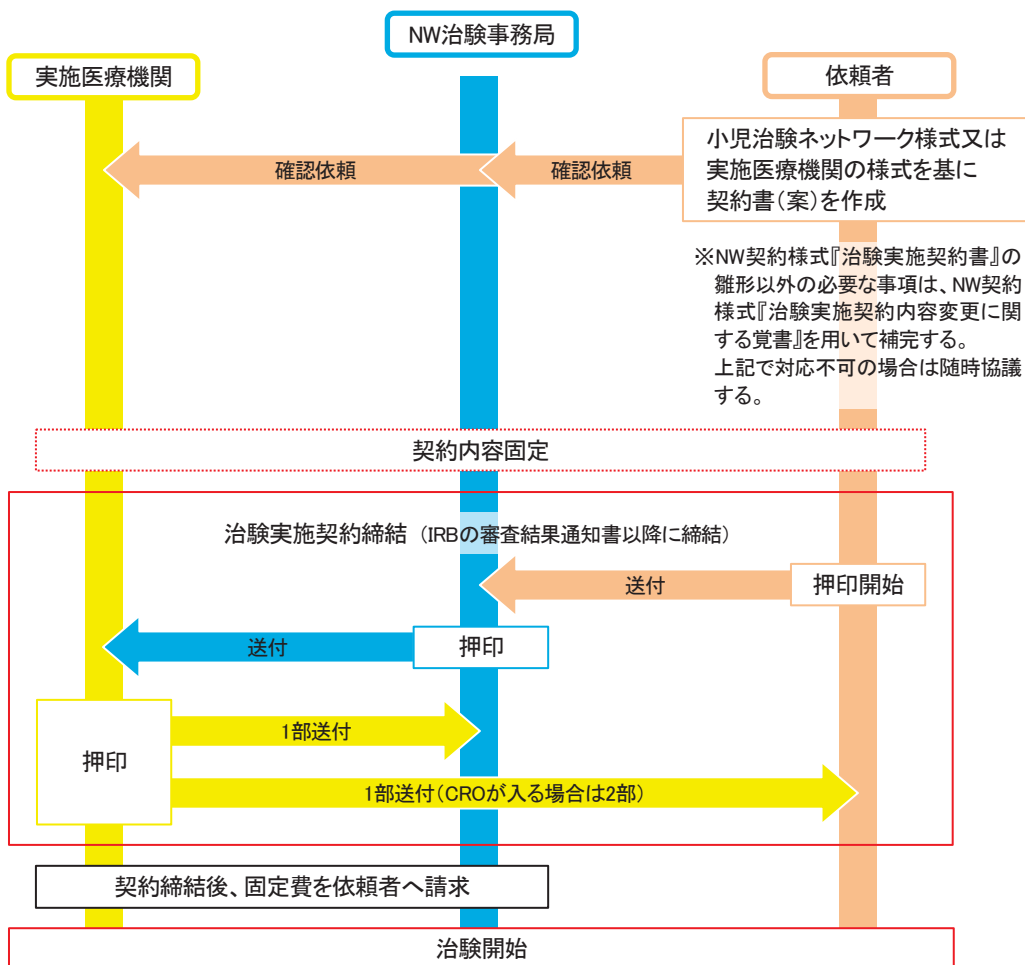 NW治験事務局
実施医療機関
依頼者
小児治験ネットワーク様式又は
実施医療機関の様式を基に
契約書(案)を作成
確認依頼
確認依頼
※NW契約様式『治験実施契約書』の
雛形以外の必要な事項は、NW契約
様式『治験実施契約内容変更に関
する覚書』を用いて補完する。
上記で対応不可の場合は随時協議
する。
契約内容固定
治験実施契約締結 (IRBの審査結果通知書以降に締結)
送付
押印開始
送付
押印
1部送付
押印
1部送付(CROが入る場合は2部)
契約締結後、固定費を依頼者へ請求
治験開始